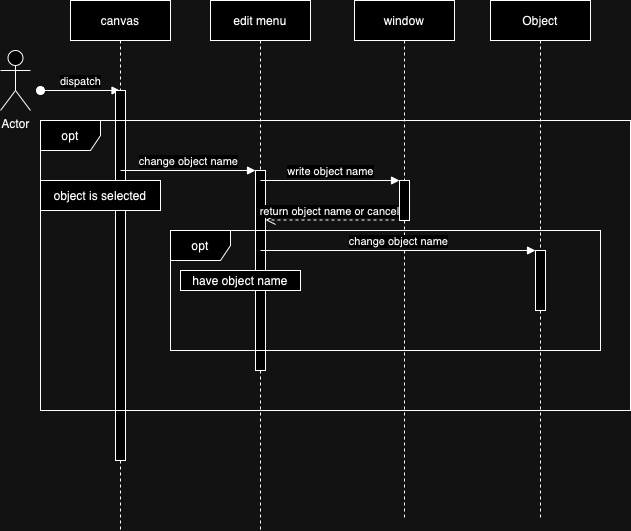 canvas
edit menu
window
Object
dispatch
Actor
opt
change object name
write object name
object is selected
return object name or cancel
opt
change object name
have object name